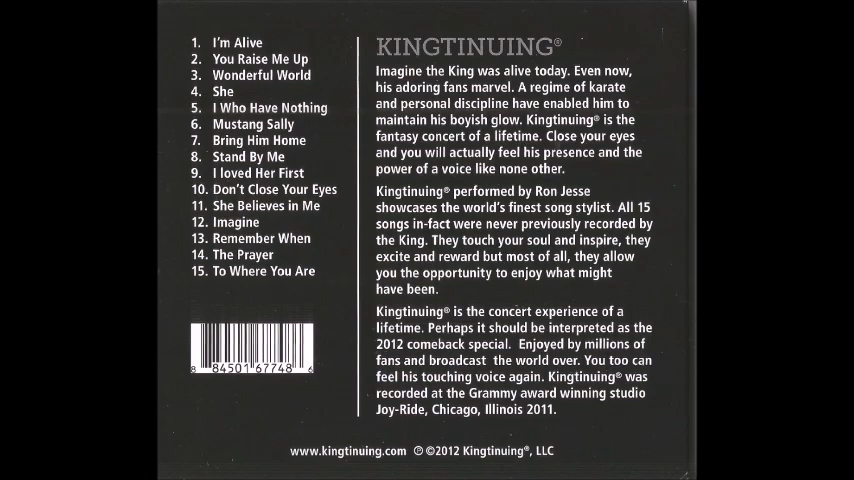 1. I'm Alive
2. You Raise Me Up
3. Wonderful World
4. She
5. I Who Have Nothing
6. Mustang Sally
7. Bring Him Home
8. Stand By Me
9. I loved Her First
10. Don't Close Your Eyes
11. She Believes in Me
12. Imagine
13. Remember When
14. The Prayer
15. To Where You Are
8 84501 67748 6
KINGTINUING®
Imagine the King was alive today. Even now,
his adoring fans marvel. A regime of karate
and personal discipline have enabled him to
maintain his boyish glow. Kingtinuing® is the
fantasy concert of a lifetime. Close your eyes
and you will actually feel his presence and the
power of a voice like none other.
Kingtinuing® performed by Ron Jesse
showcases the world's finest song stylist. All 15
songs in-fact were never previously recorded by
the King. They touch your soul and inspire, they
excite and reward but most of all, they allow
you the opportunity to enjoy what might
have been.
Kingtinuing® is the concert experience of a
lifetime. Perhaps it should be interpreted as the
2012 comeback special. Enjoyed by millions of
fans and broadcast the world over. You too can
feel his touching voice again. Kingtinuing® was
recorded at the Grammy award winning studio
Joy-Ride, Chicago, Illinois 2011.
www.kingtinuing.com ℗ ©2012 Kingtinuing®, LLC